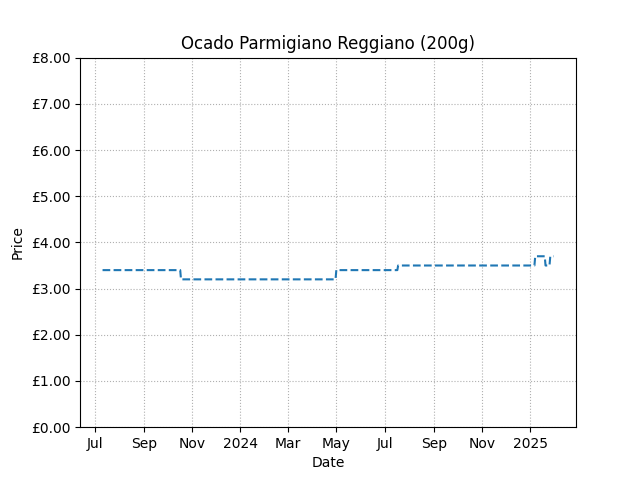 Ocado Parmigiano Reggiano (200g)
£8.00
£7.00
£6.00
£5.00
£4.00
£3.00
£2.00
£1.00
£0.00
Price
Jul Sep Nov 2024 Mar May Jul Sep Nov 2025
Date